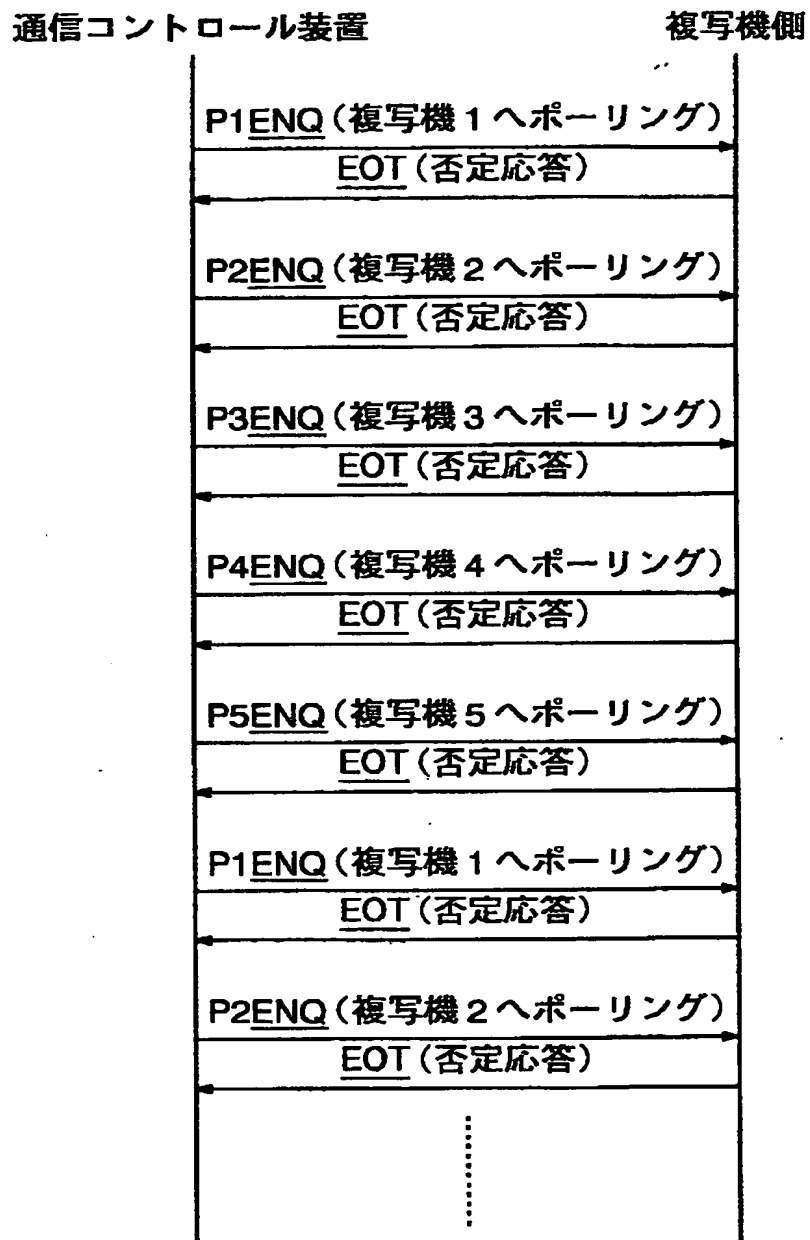 通信コントロール装置 複写機側
P1ENQ(複写機1へポーリング)
EOT(否定応答)
P2ENQ(複写機2へポーリング)
EOT(否定応答)
P3ENQ(複写機3へポーリング)
EOT(否定応答)
P4ENQ(複写機4へポーリング)
EOT(否定応答)
P5ENQ(複写機5へポーリング)
EOT(否定応答)
P1ENQ(複写機1へポーリング)
EOT(否定応答)
P2ENQ(複写機2へポーリング)
EOT(否定応答)